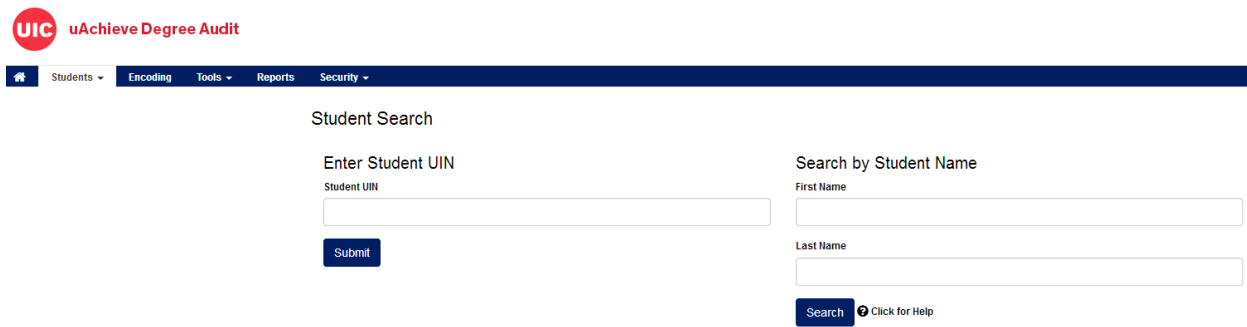 UIC uAchieve Degree Audit
Students Encoding Tools Reports Security
Student Search
Enter Student UIN
Student UIN
Submit
Search by Student Name
First Name
Last Name
Search Click for Help